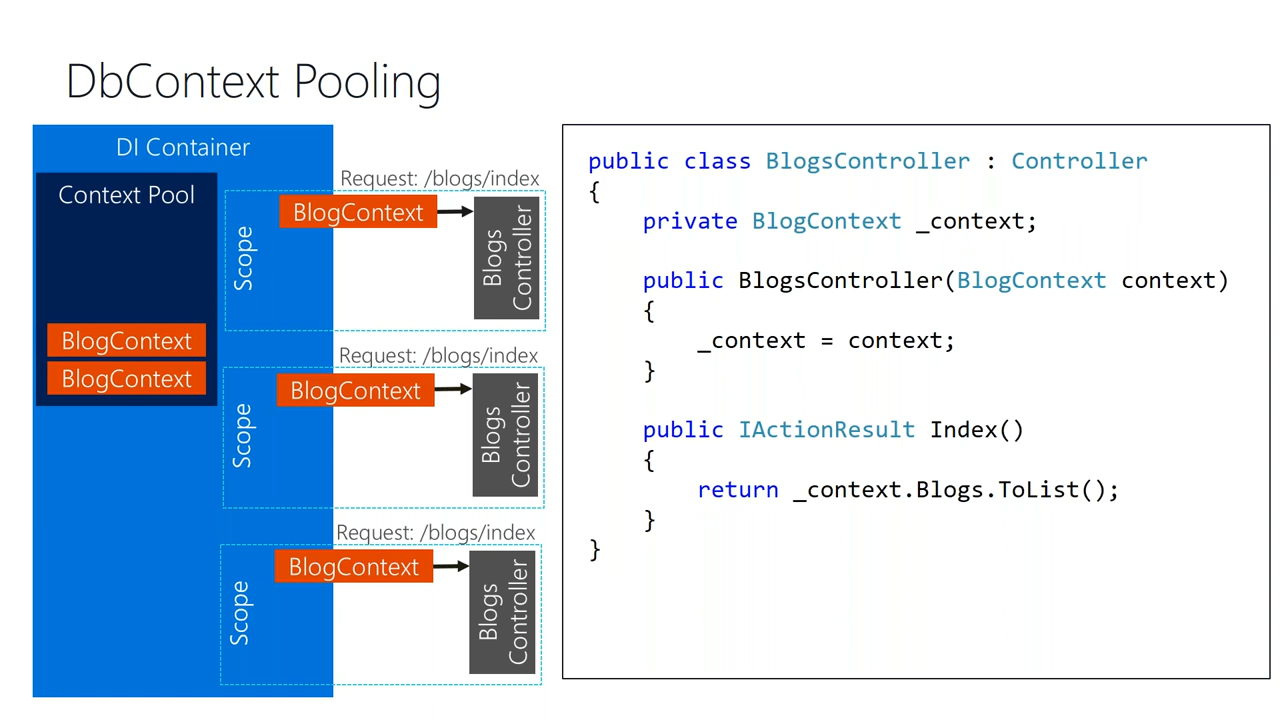 DbContext Pooling
DI Container
Context Pool
BlogContext
BlogContext
Request: /blogs/index
Scope
BlogContext
Blogs
Controller
Request: /blogs/index
Scope
BlogContext
Blogs
Controller
Request: /blogs/index
Scope
BlogContext
Blogs
Controller
public class BlogsController : Controller
{
    private BlogContext _context;

    public BlogsController(BlogContext context)
    {
        _context = context;
    }

    public IActionResult Index()
    {
        return _context.Blogs.ToList();
    }
}